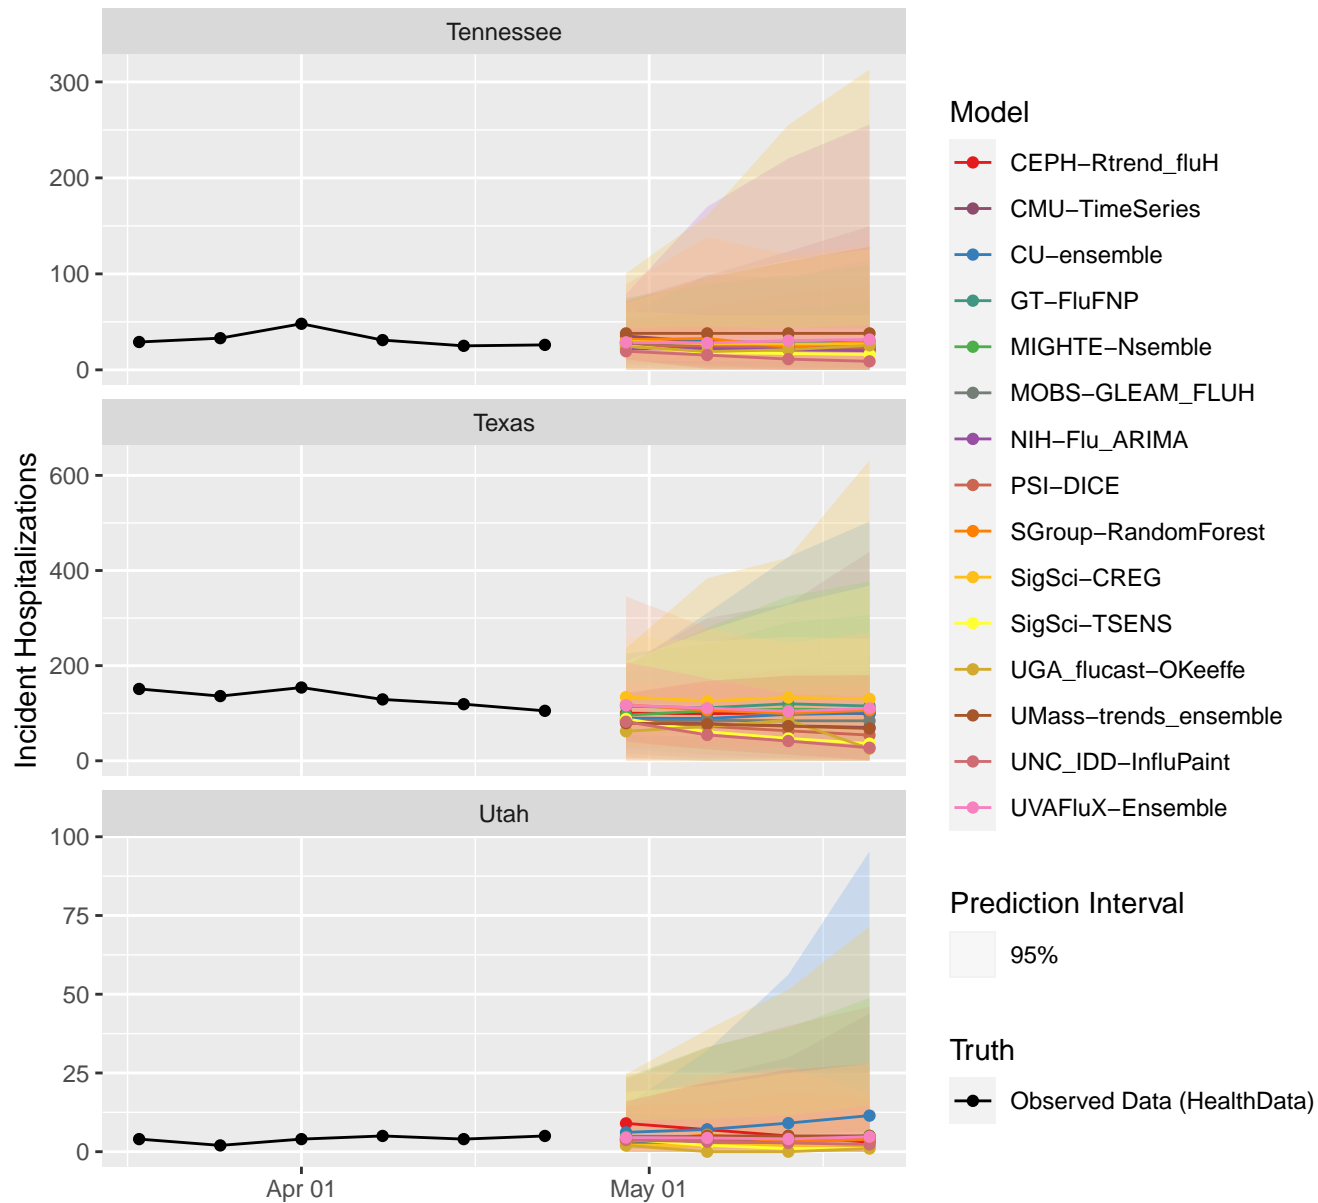 Tennessee
300
200
100
0
Texas
600
400
200
0
Utah
100
75
50
25
0
Apr 01
May 01
Incident Hospitalizations
Model
CEPH−Rtrend_fluH
CMU−TimeSeries
CU−ensemble
GT−FluFNP
MIGHTE−Nsemble
MOBS−GLEAM_FLUH
NIH−Flu_ARIMA
PSI−DICE
SGroup−RandomForest
SigSci−CREG
SigSci−TSENS
UGA_flucast−OKeeffe
UMass−trends_ensemble
UNC_IDD−InfluPaint
UVAFluX−Ensemble
Prediction Interval
95%
Truth
Observed Data (HealthData)